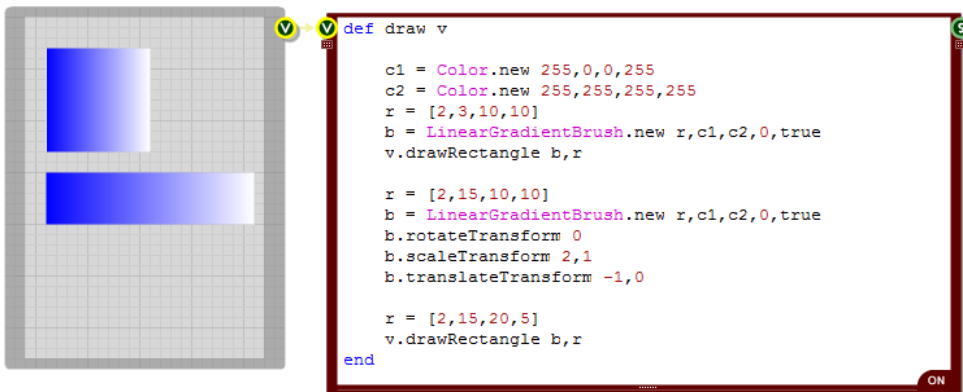 V
V
def draw v
c1 = Color.new 255,0,0,255
c2 = Color.new 255,255,255,255
r = [2,3,10,10]
b = LinearGradientBrush.new r,c1,c2,0,true
v.drawRectangle b,r
r = [2,15,10,10]
b = LinearGradientBrush.new r,c1,c2,0,true
b.rotateTransform 0
b.scaleTransform 2,1
b.translateTransform -1,0
r = [2,15,20,5]
v.drawRectangle b,r
end
ON